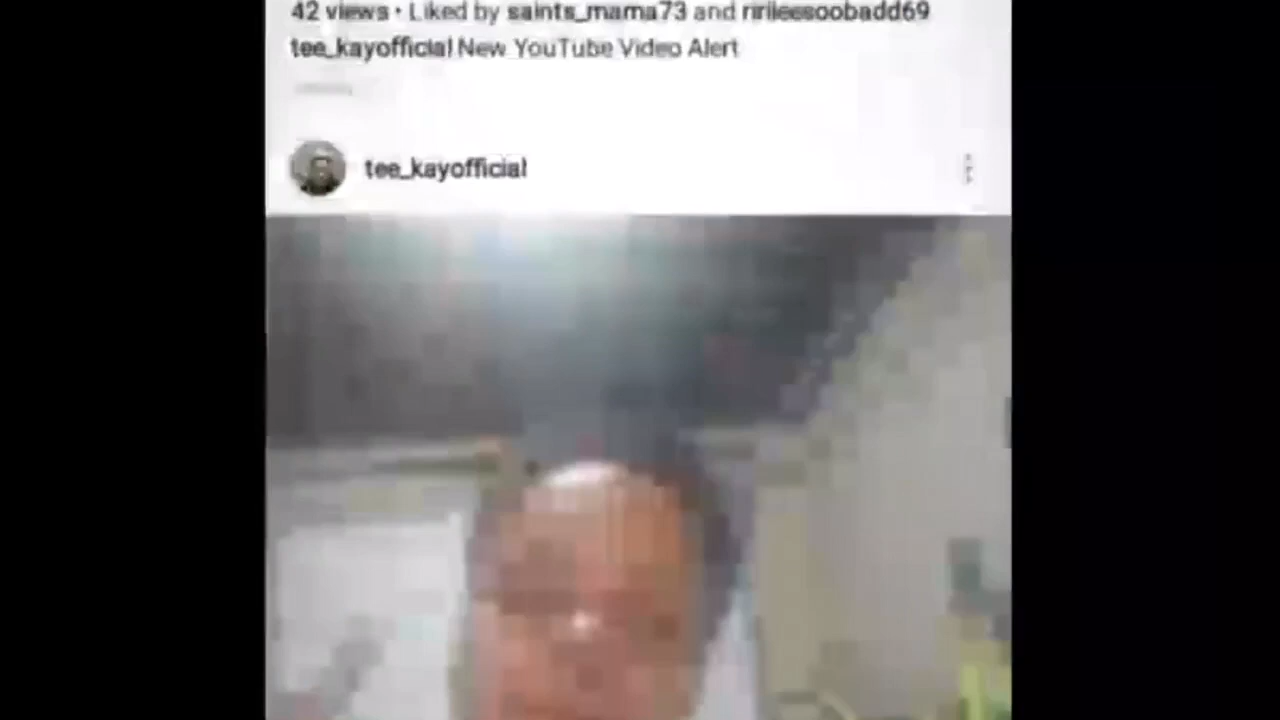 42 views • Liked by saints_mama73 and ririleesoobadd69
tee_kayofficial New YouTube Video Alert
tee_kayofficial